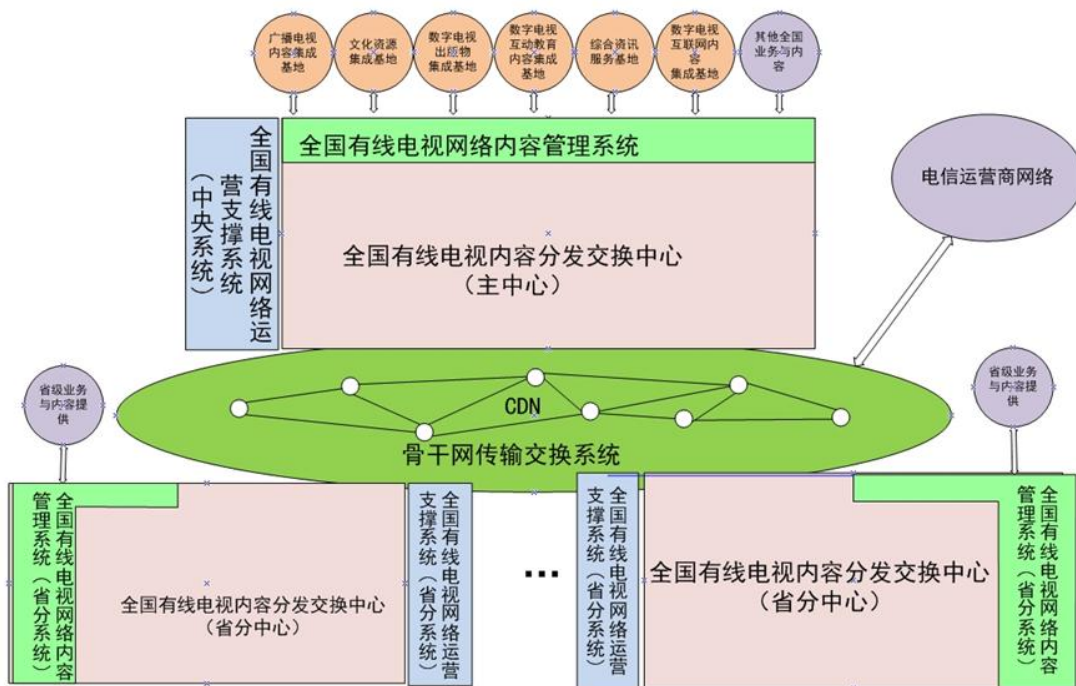 广播电视
内容集成
基地
文化资源
集成基地
数字电视
出版物
集成基地
数字电视
互动教育
内容集成
基地
综合资讯
服务基地
数字电视
互联网内
容
集成基地
其他全国
业务与内
容
全国有线电视网络运
营支撑系统
（中央系统）
全国有线电视网络内容管理系统
全国有线电视内容分发交换中心
（主中心）
电信运营商网络
省级业务
与内容提
供
CDN
骨干网传输交换系统
省级业务
与内容提
供
全国有线电视网络内容
管理系统（省分系统）
全国有线电视内容分发交换中心
（省分中心）
全国有线电视网络运营
支撑系统（省分系统）
...
全国有线电视网络运营
支撑系统（省分系统）
全国有线电视内容分发交换中心
（省分中心）
全国有线电视网络内容
管理系统（省分系统）